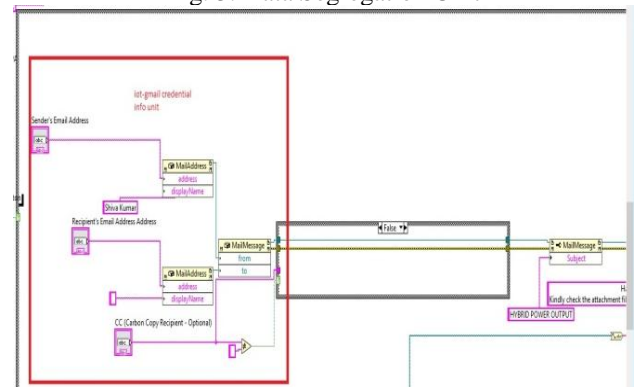 iot-gmail credential
info unit
Sender's Email Address
abc
MailAddress
address
displayName
Shiva Kumar
Recipient's Email Address Address
abc
MailAddress
address
displayName
MailMessage
from
to
CC (Carbon Copy Recipient - Optional)
abc
False
MailMessage
Subject
Kindly check the attachment fil
HYBRID POWER OUTPUT